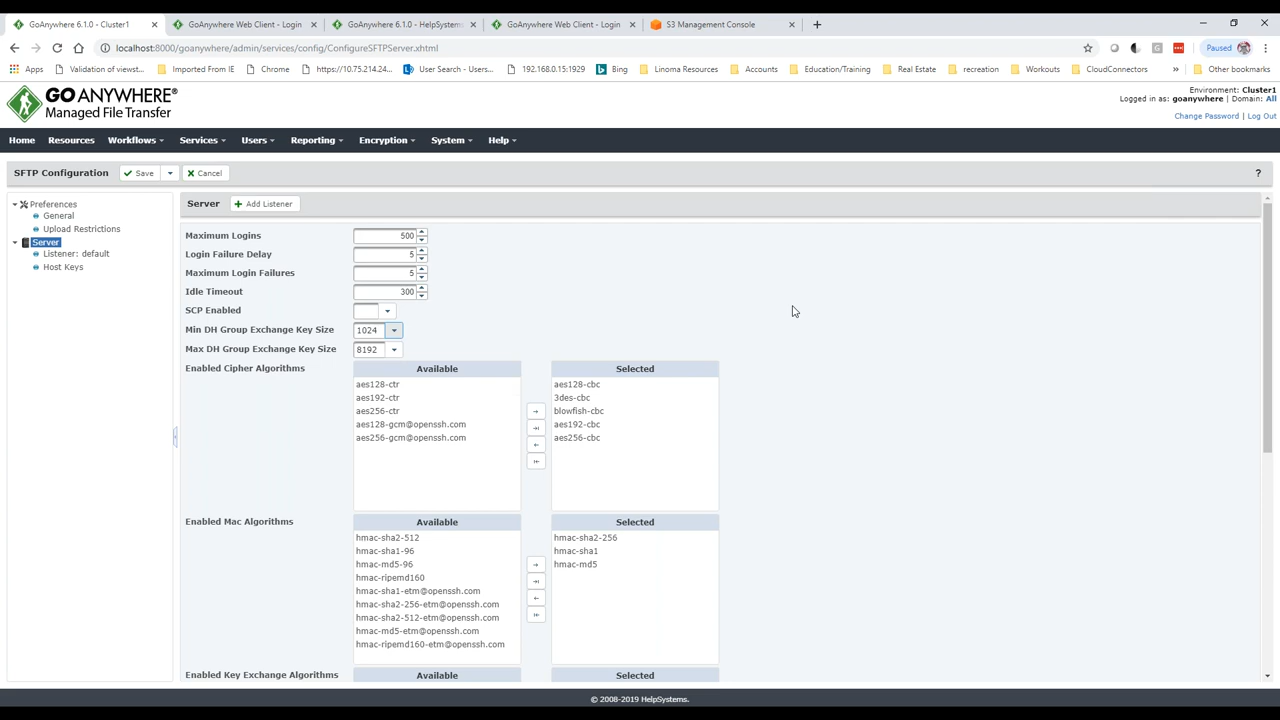 GoAnywhere 6.1.0 - Cluster1
GoAnywhere Web Client - Login
GoAnywhere 6.1.0 - HelpSystems
GoAnywhere Web Client - Login
S3 Management Console
localhost:8000/goanywhere/admin/services/config/ConfigureSFTPServer.xhtml
Paused
Apps
Validation of viewst...
Imported From IE
Chrome
https://10.75.214.24...
User Search - Users...
192.168.0.15:1929
Bing
Linoma Resources
Accounts
Education/Training
Real Estate
recreation
Workouts
CloudConnectors
»
Other bookmarks
GO ANYWHERE®
Managed File Transfer
Environment: Cluster1
Logged in as: goanywhere | Domain: All
Change Password | Log Out
Home
Resources
Workflows
Services
Users
Reporting
Encryption
System
Help
SFTP Configuration
Save
Cancel
?
Preferences
General
Upload Restrictions
Server
Listener: default
Host Keys
Server
Add Listener
Maximum Logins 500
Login Failure Delay 5
Maximum Login Failures 5
Idle Timeout 300
SCP Enabled
Min DH Group Exchange Key Size 1024
Max DH Group Exchange Key Size 8192
Enabled Cipher Algorithms
Available
aes128-ctr
aes192-ctr
aes256-ctr
aes128-gcm@openssh.com
aes256-gcm@openssh.com
Selected
aes128-cbc
3des-cbc
blowfish-cbc
aes192-cbc
aes256-cbc
Enabled Mac Algorithms
Available
hmac-sha2-512
hmac-sha1-96
hmac-md5-96
hmac-ripemd160
hmac-sha1-etm@openssh.com
hmac-sha2-256-etm@openssh.com
hmac-sha2-512-etm@openssh.com
hmac-md5-etm@openssh.com
hmac-ripemd160-etm@openssh.com
Selected
hmac-sha2-256
hmac-sha1
hmac-md5
Enabled Key Exchange Algorithms
Available
Selected
© 2008-2019 HelpSystems.